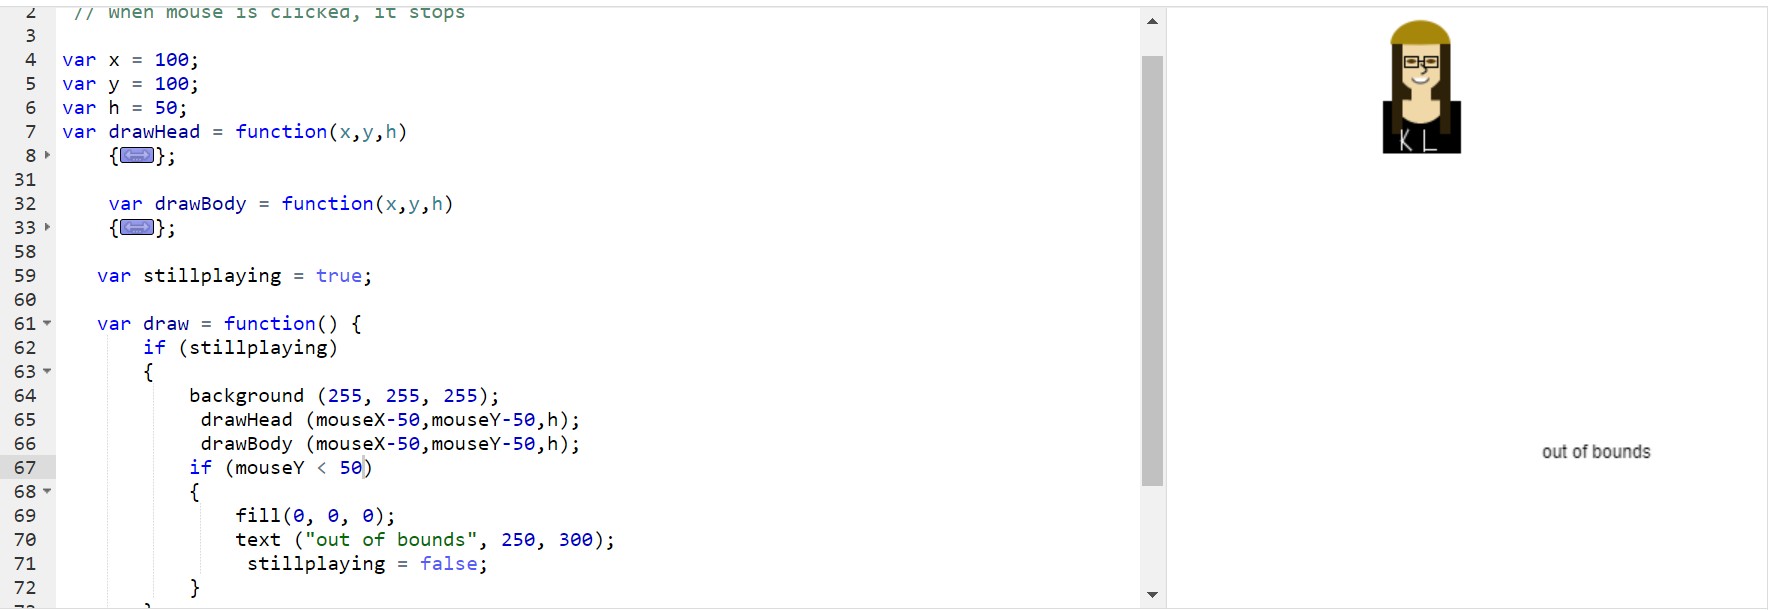 2 // When mouse is clicked, it stops
3
4 var x = 100;
5 var y = 100;
6 var h = 50;
7 var drawHead = function(x,y,h)
8 {};
31
32 var drawBody = function(x,y,h)
33 {};
58
59 var stillplaying = true;
60
61 var draw = function() {
62 if (stillplaying)
63 {
64 background (255, 255, 255);
65 drawHead (mouseX-50,mouseY-50,h);
66 drawBody (mouseX-50,mouseY-50,h);
67 if (mouseY < 50)
68 {
69 fill(0, 0, 0);
70 text ("out of bounds", 250, 300);
71 stillplaying = false;
72 }
K L
out of bounds